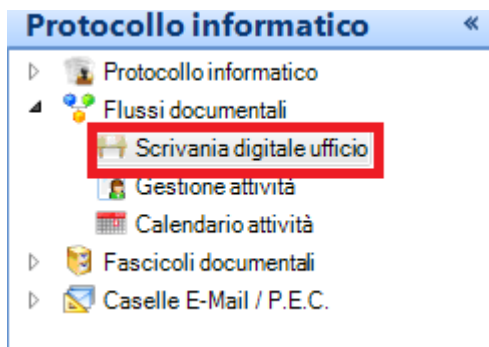 Protocollo informatico «
Protocollo informatico
Flussi documentali
Scrivania digitale ufficio
Gestione attività
Calendario attività
Fascicoli documentali
Caselle E-Mail / P.E.C.